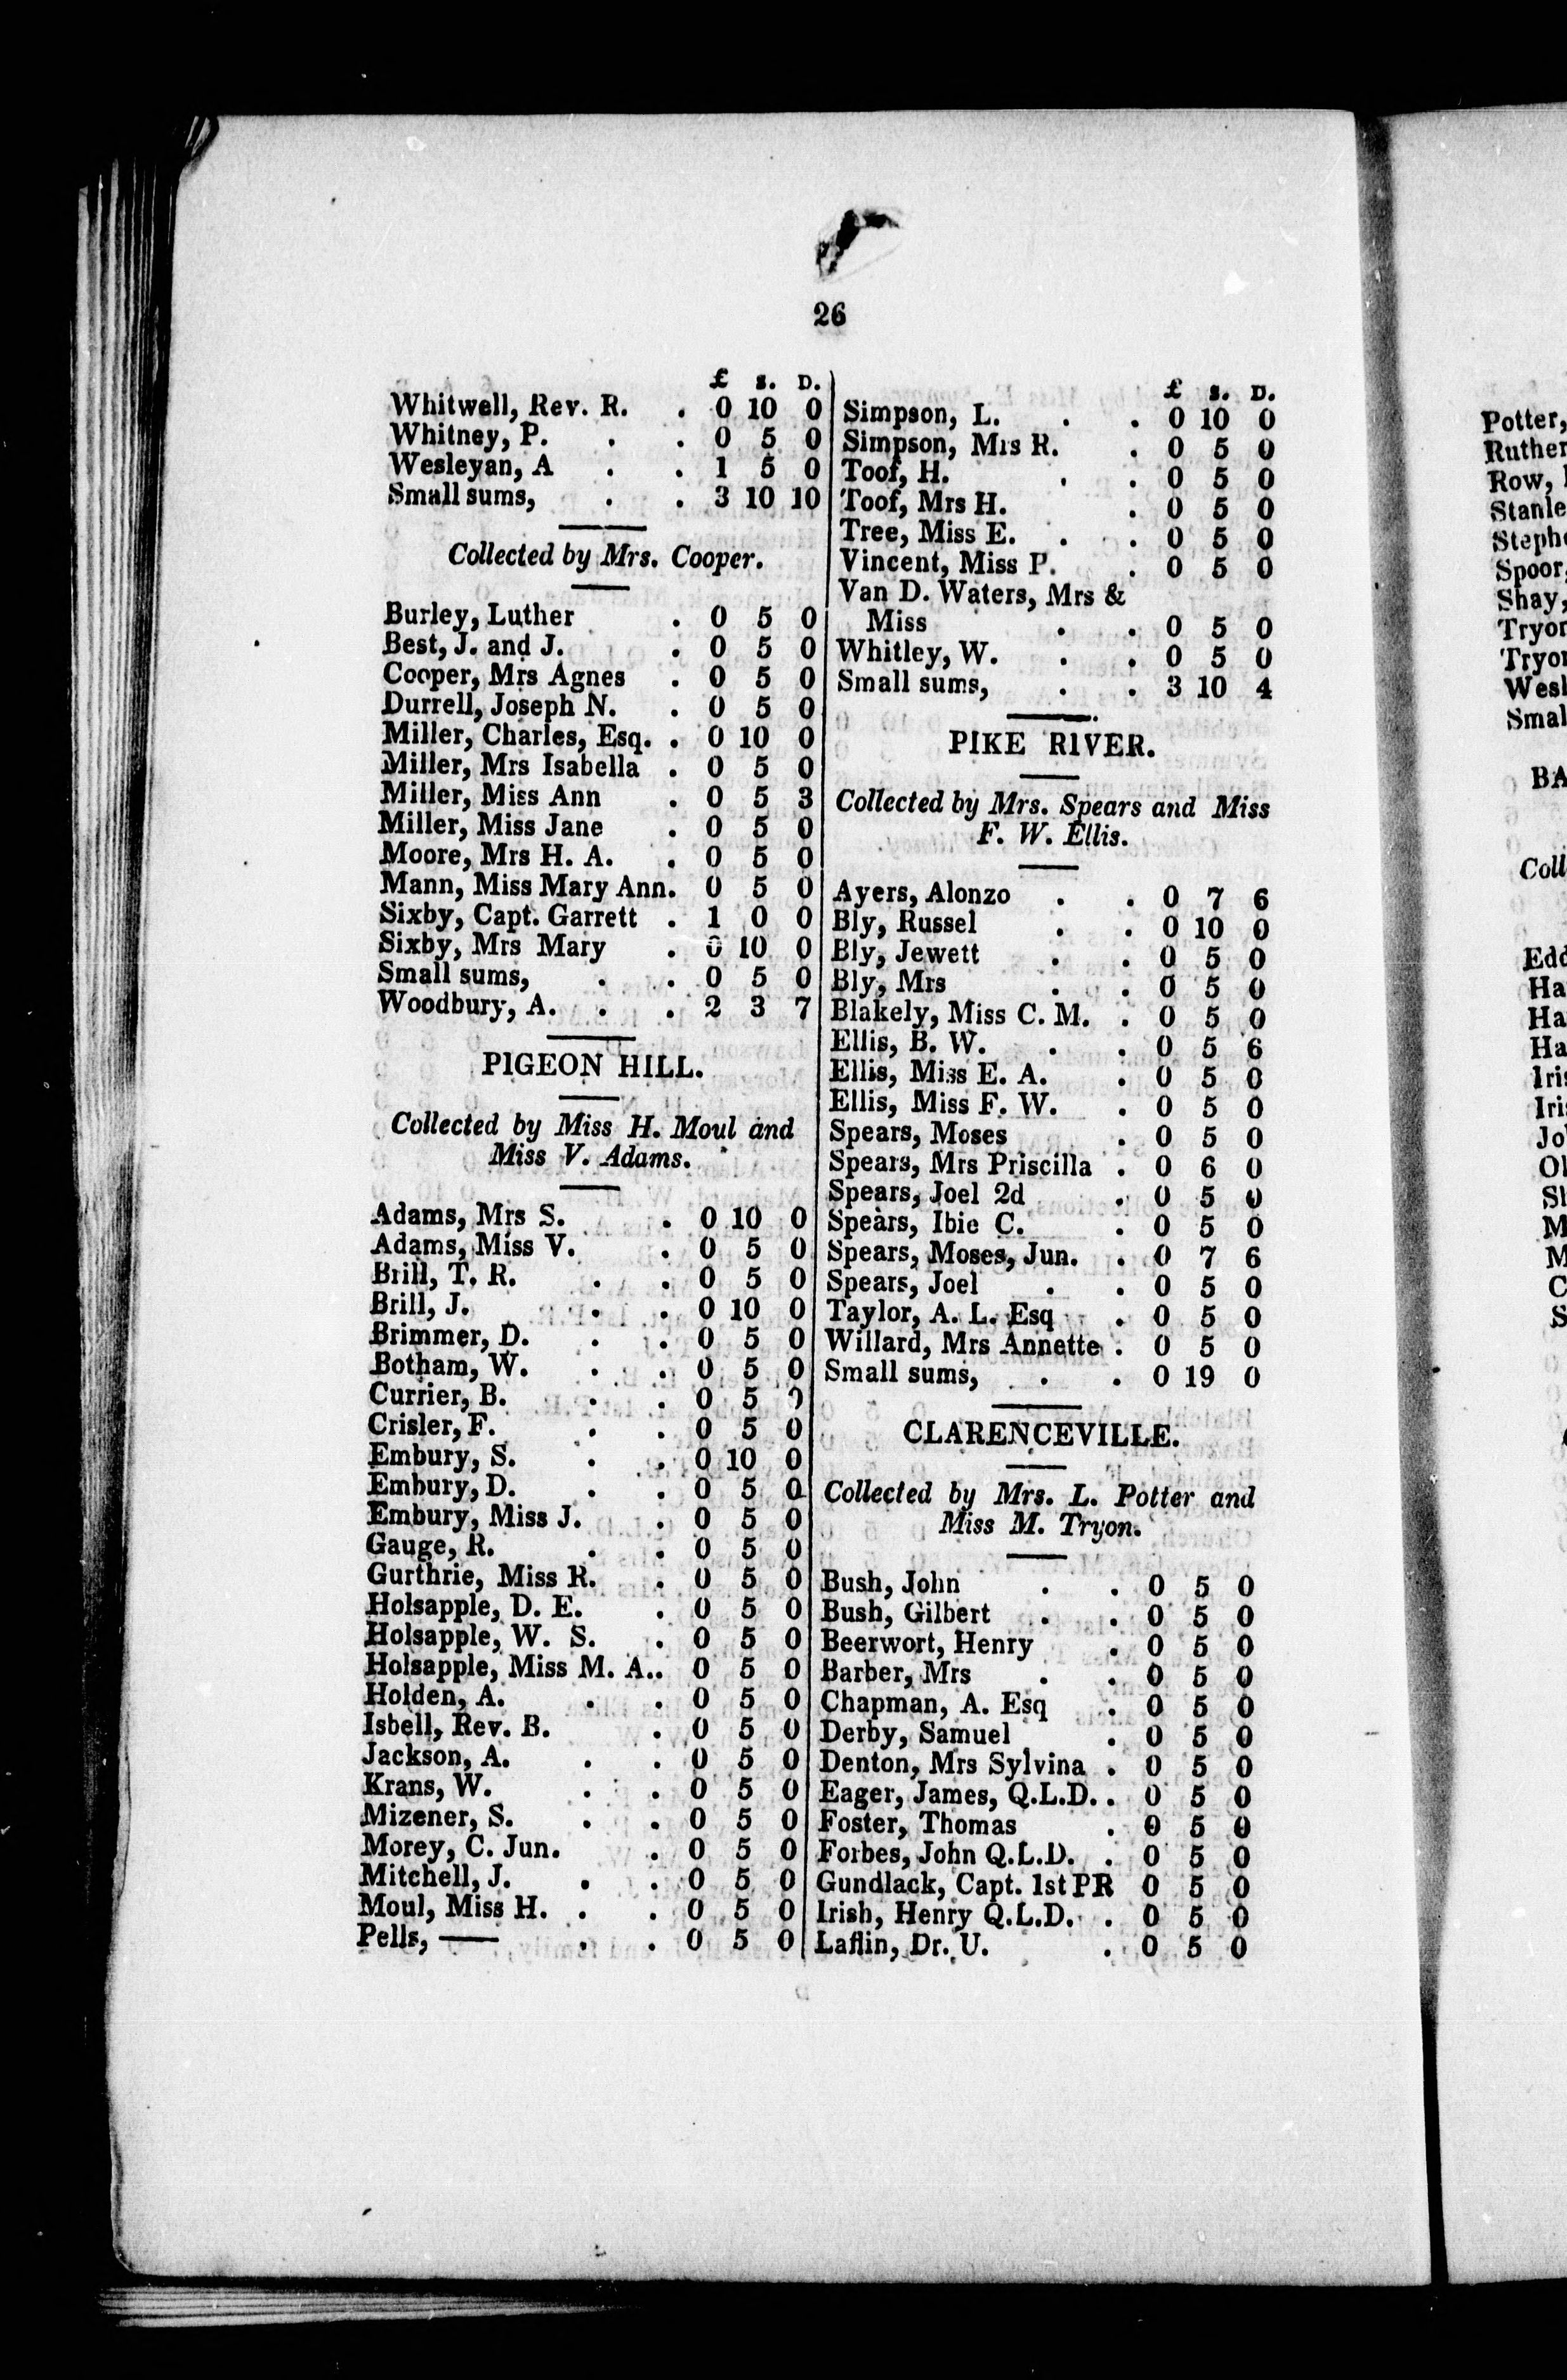 26
£ s. D.
Whitwell, Rev. R. . 0 10 0
Whitney, P. . . 0 5 0
Wesleyan, A . . 1 5 0
Small sums, . . 3 10 10
Collected by Mrs. Cooper.
Burley, Luther . 0 5 0
Best, J. and J. . 0 5 0
Cooper, Mrs Agnes . 0 5 0
Durrell, Joseph N. . 0 5 0
Miller, Charles, Esq. . 0 10 0
Miller, Mrs Isabella . 0 5 0
Miller, Miss Ann . 0 5 3
Miller, Miss Jane . 0 5 0
Moore, Mrs H. A. . 0 5 0
Mann, Miss Mary Ann. 0 5 0
Sixby, Capt. Garrett . 1 0 0
Sixby, Mrs Mary . 0 10 0
Small sums, . . 0 5 0
Woodbury, A. . . 2 3 7
PIGEON HILL.
Collected by Miss H. Moul and
Miss V. Adams.
Adams, Mrs S. . 0 10 0
Adams, Miss V. . 0 5 0
Brill, T. R. . . 0 5 0
Brill, J. . . 0 10 0
Brimmer, D. . . 0 5 0
Botham, W. . . 0 5 0
Currier, B. . . 0 5 0
Crisler, F. . . 0 5 0
Embury, S. . . 0 10 0
Embury, D. . . 0 5 0
Embury, Miss J. . 0 5 0
Gauge, R. . . 0 5 0
Gurthrie, Miss R. . 0 5 0
Holsapple, D. E. . 0 5 0
Holsapple, W. S. . 0 5 0
Holsapple, Miss M. A.. 0 5 0
Holden, A. . . 0 5 0
Isbell, Rev. B. . 0 5 0
Jackson, A. . . 0 5 0
Krans, W. . . 0 5 0
Mizener, S. . . 0 5 0
Morey, C. Jun. . 0 5 0
Mitchell, J. . . 0 5 0
Moul, Miss H. . . 0 5 0
Pells, —— . . 0 5 0
£ s. D.
Simpson, L. . . 0 10 0
Simpson, Mrs R. . 0 5 0
Toof, H. . . 0 5 0
Toof, Mrs H. . 0 5 0
Tree, Miss E. . . 0 5 0
Vincent, Miss P. . 0 5 0
Van D. Waters, Mrs &
Miss . . 0 5 0
Whitley, W. . . 0 5 0
Small sums, . . 3 10 4
PIKE RIVER.
Collected by Mrs. Spears and Miss
F. W. Ellis.
Ayers, Alonzo . . 0 7 6
Bly, Russel . . 0 10 0
Bly, Jewett . . 0 5 0
Bly, Mrs . . 0 5 0
Blakely, Miss C. M. . 0 5 0
Ellis, B. W. . . 0 5 6
Ellis, Miss E. A. . 0 5 0
Ellis, Miss F. W. . 0 5 0
Spears, Moses . 0 5 0
Spears, Mrs Priscilla . 0 6 0
Spears, Joel 2d . 0 5 0
Spears, Ibie C. . 0 5 0
Spears, Moses, Jun. . 0 7 6
Spears, Joel . . 0 5 0
Taylor, A. L. Esq . 0 5 0
Willard, Mrs Annette . 0 5 0
Small sums, . . 0 19 0
CLARENCEVILLE.
Collected by Mrs. L. Potter and
Miss M. Tryon.
Bush, John . . 0 5 0
Bush, Gilbert . . 0 5 0
Beerwort, Henry . 0 5 0
Barber, Mrs . . 0 5 0
Chapman, A. Esq . 0 5 0
Derby, Samuel . 0 5 0
Denton, Mrs Sylvina . 0 5 0
Eager, James, Q.L.D. . 0 5 0
Foster, Thomas . 0 5 0
Forbes, John Q.L.D. . 0 5 0
Gundlack, Capt. 1st PR 0 5 0
Irish, Henry Q.L.D. . 0 5 0
Laflin, Dr. U. . 0 5 0
Potter,
Row,